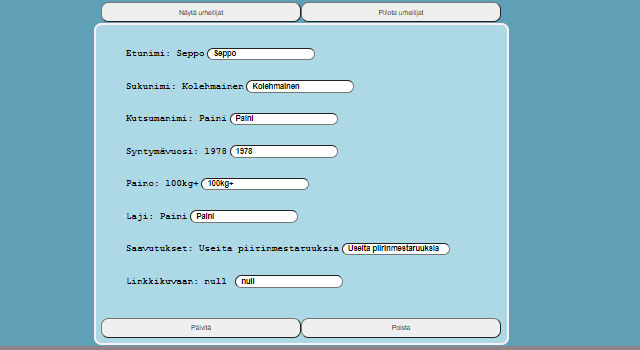 Näytä urheilijat Piilota urheilijat
Etunimi: Seppo Seppo
Sukunimi: Kolehmainen Kolehmainen
Kutsumanimi: Paini Paini
Syntymävuosi: 1978 1978
Paino: 100kg+ 100kg+
Laji: Paini Paini
Saavutukset: Useita piirinmestaruuksia Useita piirinmestaruuksia
Linkkikuvaan: null null
Päivitä Poista